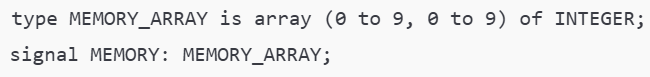 type MEMORY_ARRAY is array (0 to 9, 0 to 9) of INTEGER;
signal MEMORY: MEMORY_ARRAY;